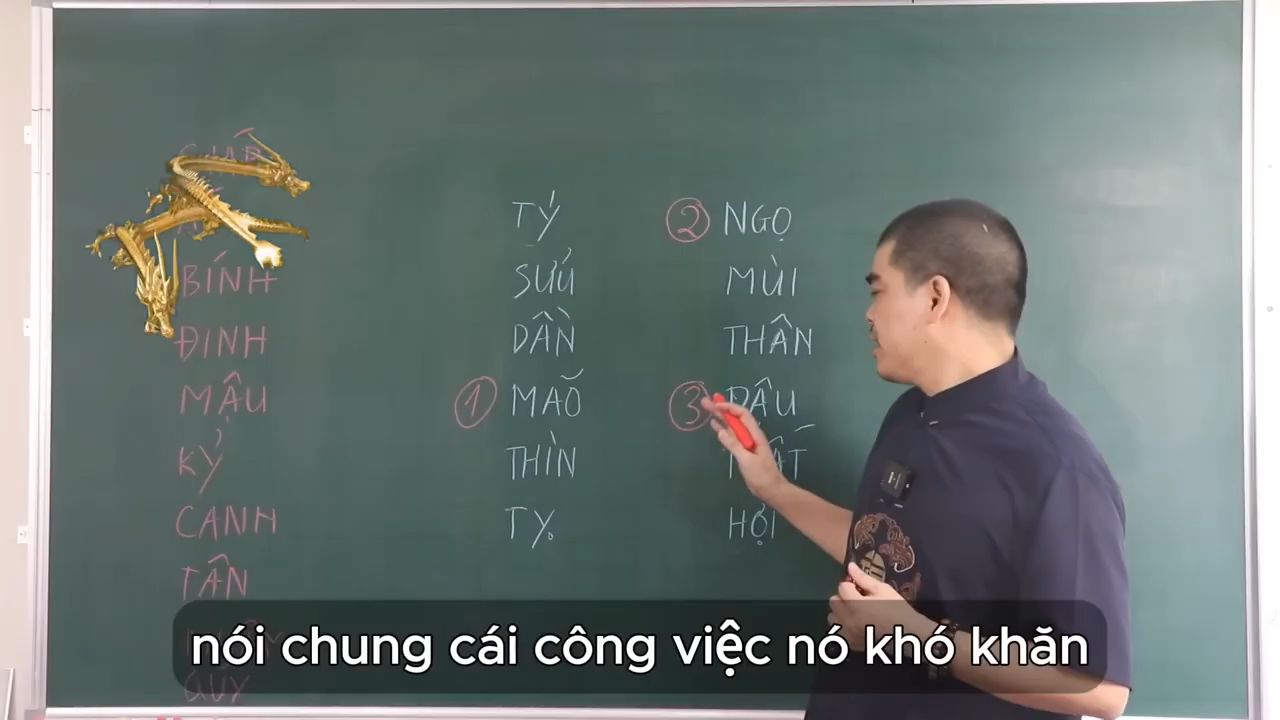 BÍNH
ĐINH
MẬU
KỶ
CANH
TÂN
QUÝ
TÝ
SỬU
DẦN
① MÃO
THÌN
TỴ
② NGỌ
MÙI
THÂN
③ DẬU
HỢI
nói chung cái công việc nó khó khăn